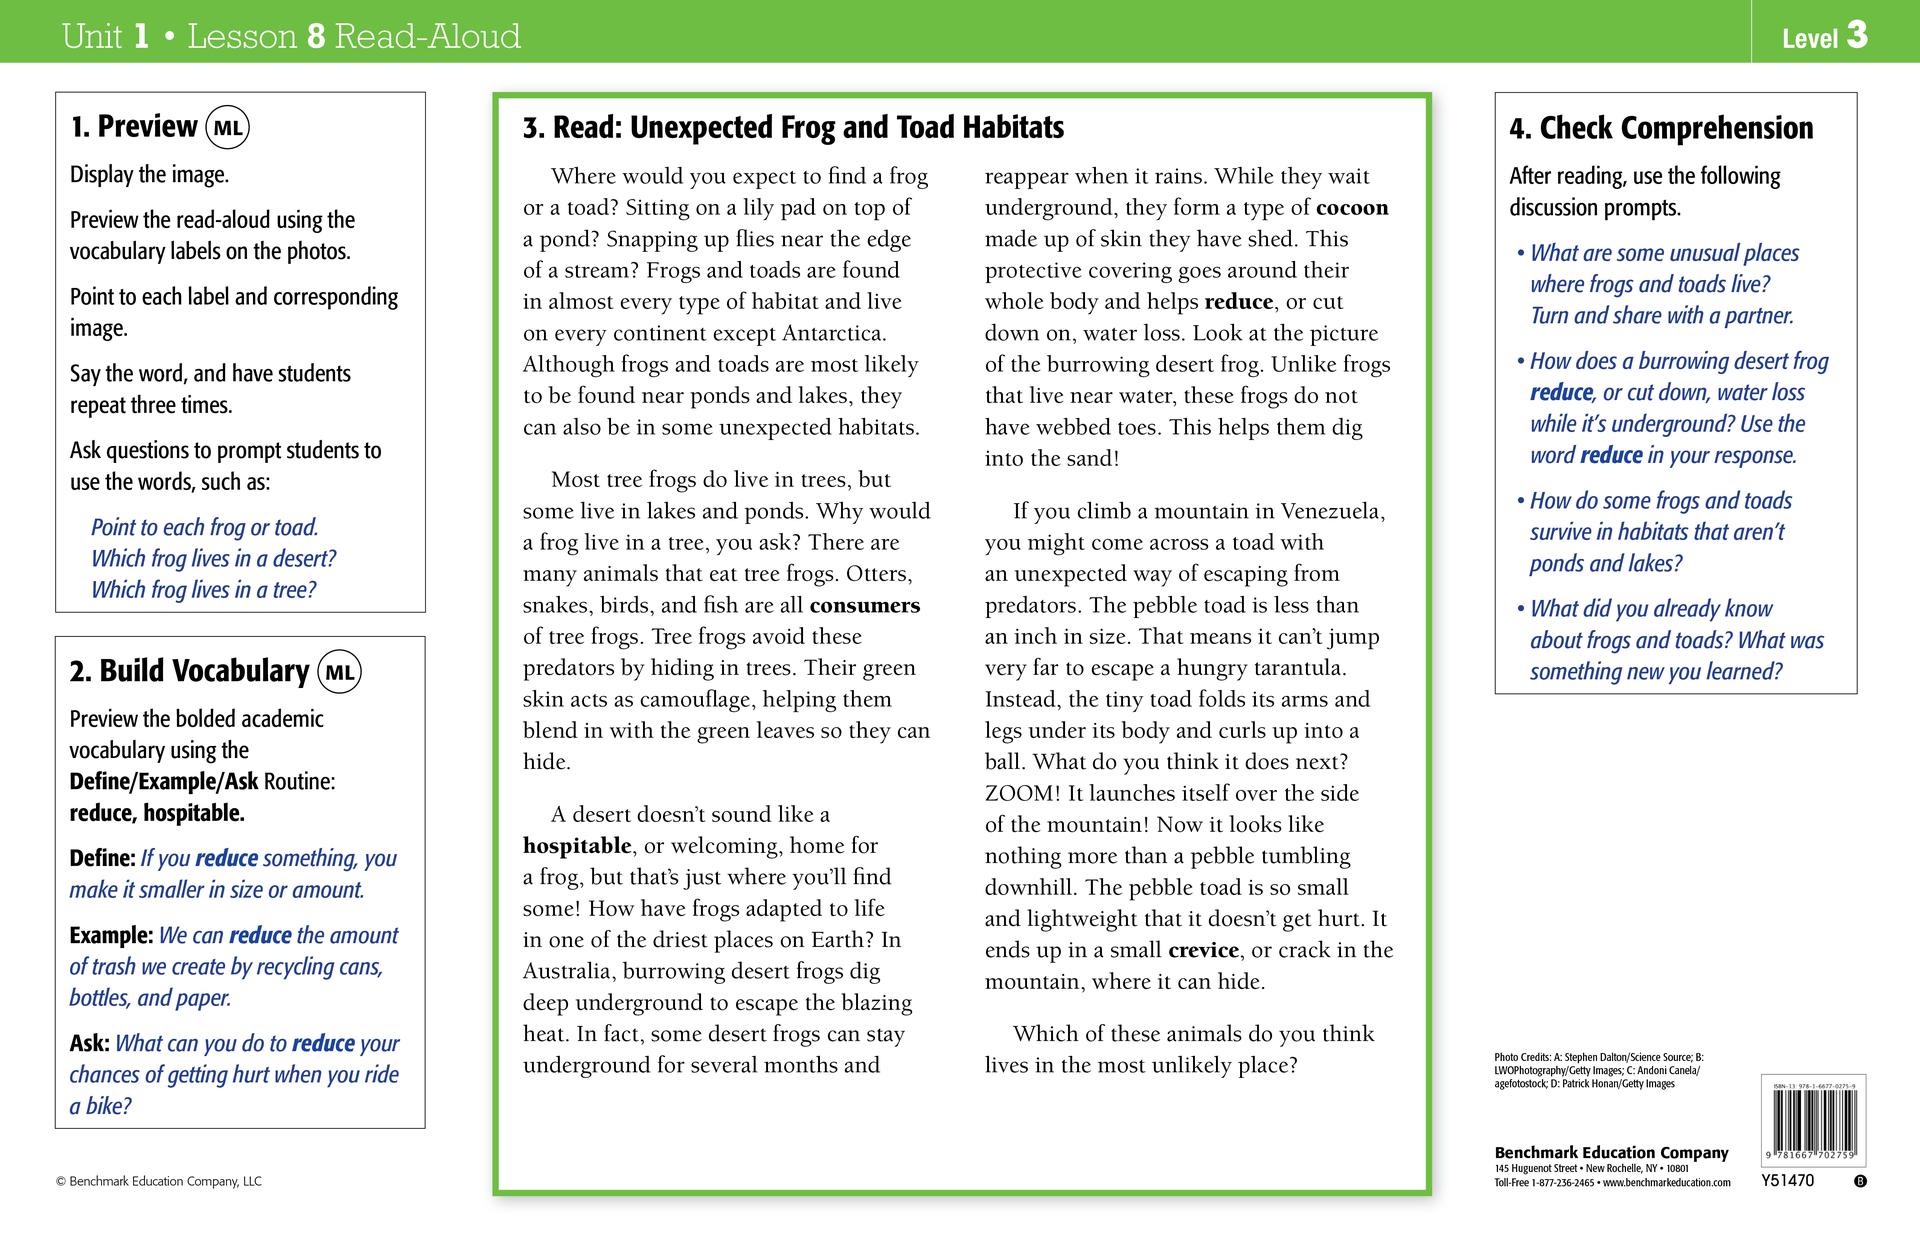 Unit 1 • Lesson 8 Read-Aloud
Level 3
1. Preview ML
Display the image.
Preview the read-aloud using the
vocabulary labels on the photos.
Point to each label and corresponding
image.
Say the word, and have students
repeat three times.
Ask questions to prompt students to
use the words, such as:
Point to each frog or toad.
Which frog lives in a desert?
Which frog lives in a tree?
2. Build Vocabulary ML
Preview the bolded academic
vocabulary using the
Define/Example/Ask Routine:
reduce, hospitable.
Define: If you reduce something, you
make it smaller in size or amount.
Example: We can reduce the amount
of trash we create by recycling cans,
bottles, and paper.
Ask: What can you do to reduce your
chances of getting hurt when you ride
a bike?
© Benchmark Education Company, LLC
3. Read: Unexpected Frog and Toad Habitats
Where would you expect to find a frog
or a toad? Sitting on a lily pad on top of
a pond? Snapping up flies near the edge
of a stream? Frogs and toads are found
in almost every type of habitat and live
on every continent except Antarctica.
Although frogs and toads are most likely
to be found near ponds and lakes, they
can also be in some unexpected habitats.
Most tree frogs do live in trees, but
some live in lakes and ponds. Why would
a frog live in a tree, you ask? There are
many animals that eat tree frogs. Otters,
snakes, birds, and fish are all consumers
of tree frogs. Tree frogs avoid these
predators by hiding in trees. Their green
skin acts as camouflage, helping them
blend in with the green leaves so they can
hide.
A desert doesn't sound like a
hospitable, or welcoming, home for
a frog, but that's just where you'll find
some! How have frogs adapted to life
in one of the driest places on Earth? In
Australia, burrowing desert frogs dig
deep underground to escape the blazing
heat. In fact, some desert frogs can stay
underground for several months and
reappear when it rains. While they wait
underground, they form a type of cocoon
made up of skin they have shed. This
protective covering goes around their
whole body and helps reduce, or cut
down on, water loss. Look at the picture
of the burrowing desert frog. Unlike frogs
that live near water, these frogs do not
have webbed toes. This helps them dig
into the sand!
If you climb a mountain in Venezuela,
you might come across a toad with
an unexpected way of escaping from
predators. The pebble toad is less than
an inch in size. That means it can't jump
very far to escape a hungry tarantula.
Instead, the tiny toad folds its arms and
legs under its body and curls up into a
ball. What do you think it does next?
ZOOM! It launches itself over the side
of the mountain! Now it looks like
nothing more than a pebble tumbling
downhill. The pebble toad is so small
and lightweight that it doesn't get hurt. It
ends up in a small crevice, or crack in the
mountain, where it can hide.
Which of these animals do you think
lives in the most unlikely place?
4. Check Comprehension
After reading, use the following
discussion prompts.
• What are some unusual places
where frogs and toads live?
Turn and share with a partner.
• How does a burrowing desert frog
reduce, or cut down, water loss
while it's underground? Use the
word reduce in your response.
• How do some frogs and toads
survive in habitats that aren't
ponds and lakes?
• What did you already know
about frogs and toads? What was
something new you learned?
Photo Credits: A: Stephen Dalton/Science Source; B:
LWOPhotography/Getty Images; C: Andoni Canela/
agefotostock; D: Patrick Honan/Getty Images
Benchmark Education Company
145 Huguenot Street • New Rochelle, NY • 10801
Toll-Free 1-877-236-2465 • www.benchmarkeducation.com
ISBN-13 978-1-6677-0275-9
9 781667 702759
Y51470
B